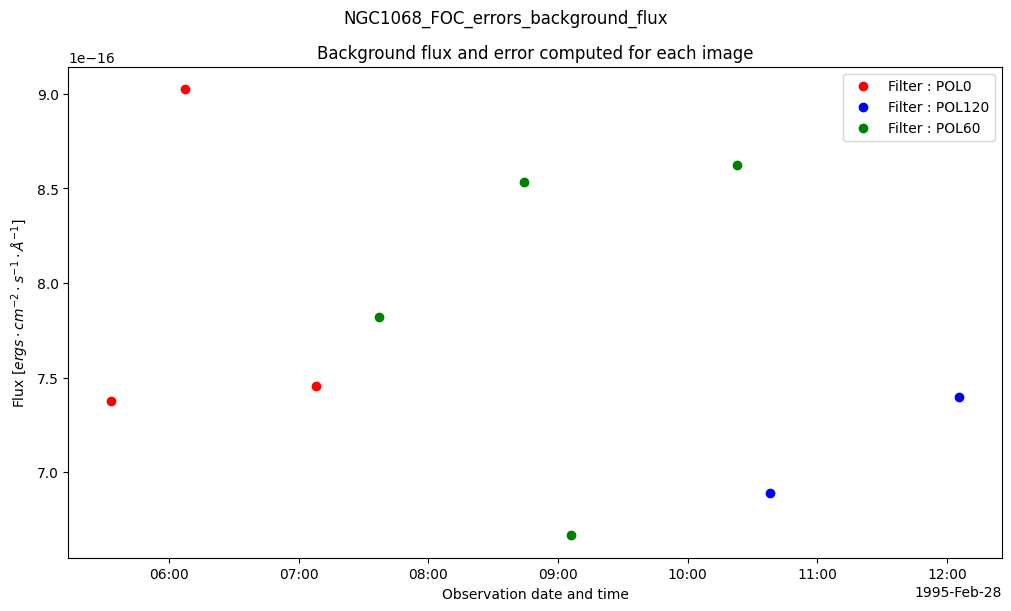 NGC1068_FOC_errors_background_flux
Background flux and error computed for each image
1e−16
Filter : POL0
Filter : POL120
Filter : POL60
9.0
8.5
8.0
7.5
7.0
Flux [ergs · cm⁻² · s⁻¹ · Å⁻¹]
06:00 07:00 08:00 09:00 10:00 11:00 12:00
1995-Feb-28
Observation date and time